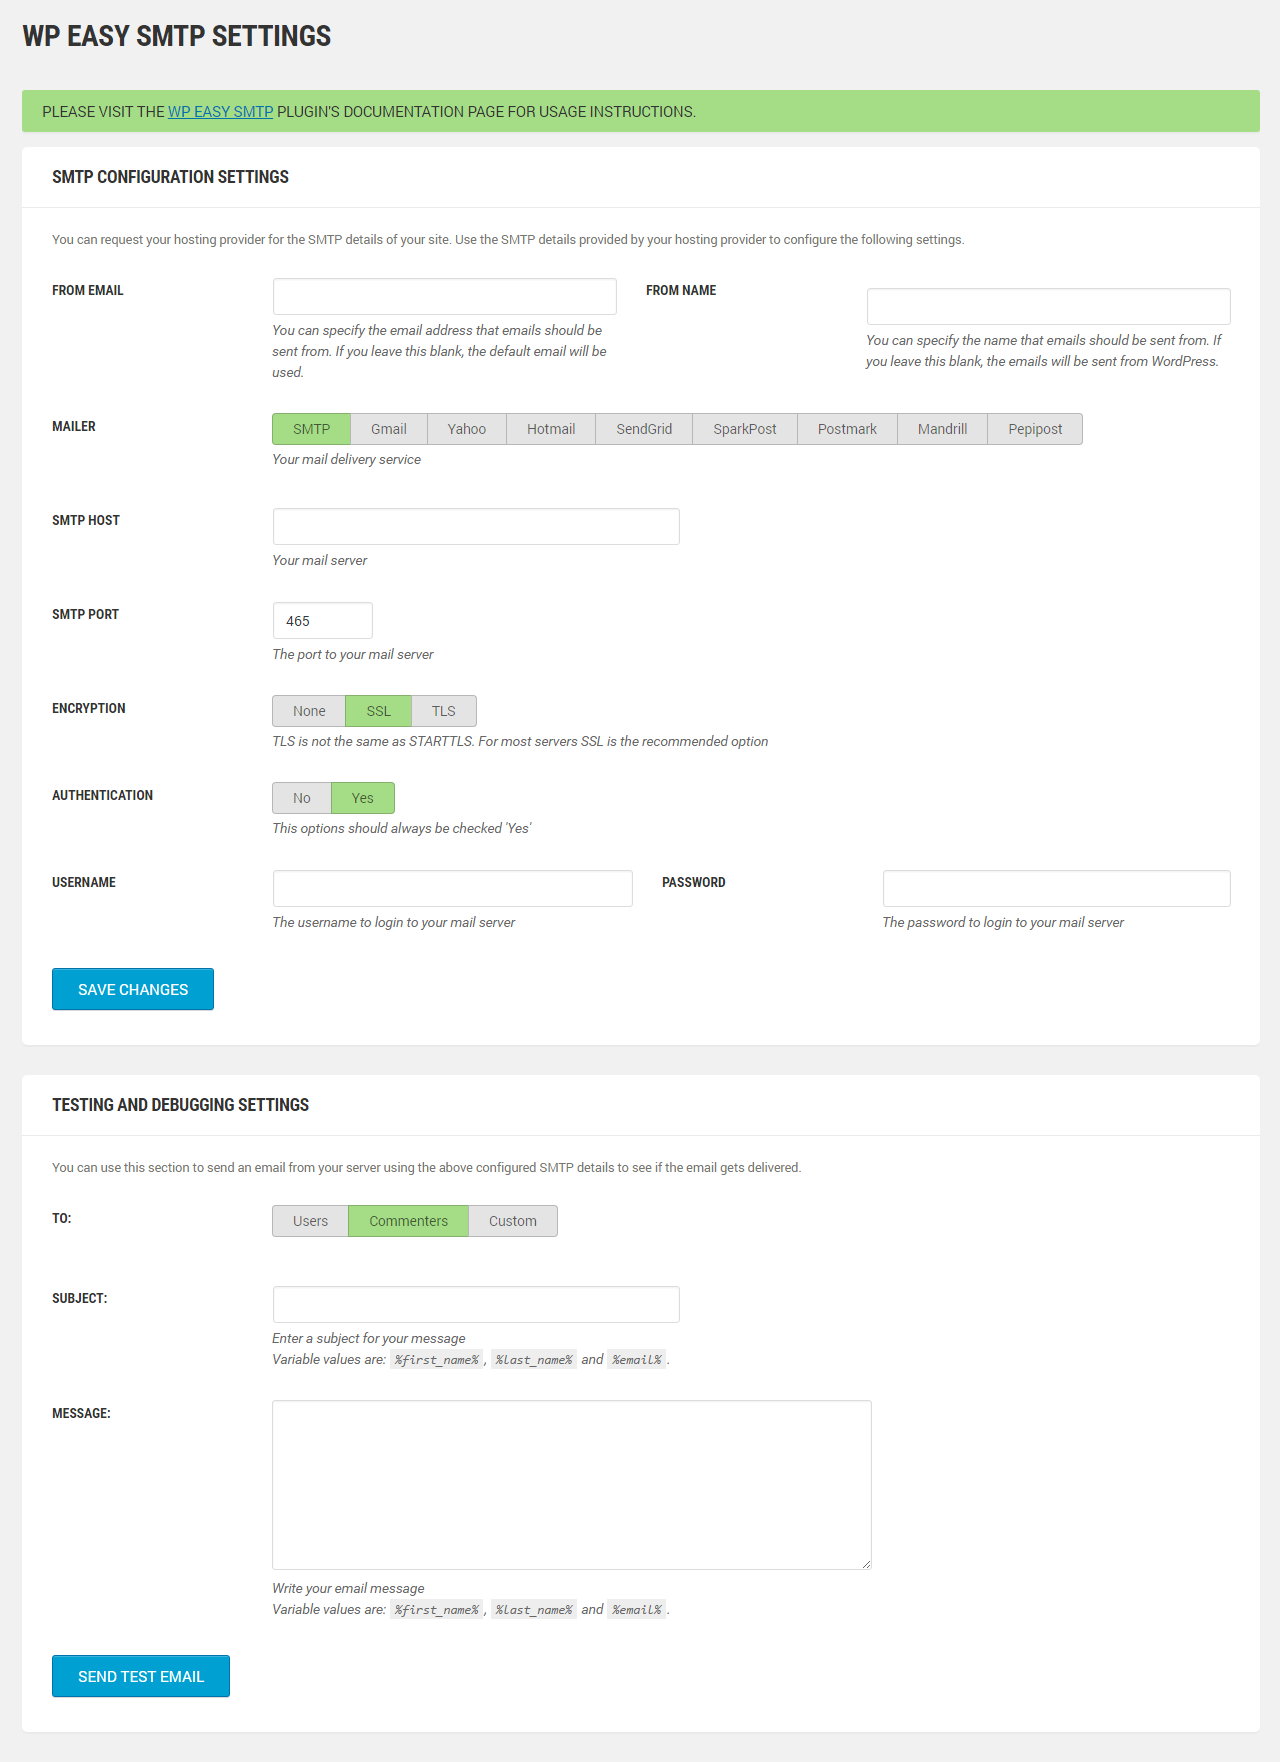 WP EASY SMTP SETTINGS
PLEASE VISIT THE WP EASY SMTP PLUGIN'S DOCUMENTATION PAGE FOR USAGE INSTRUCTIONS.
SMTP CONFIGURATION SETTINGS
You can request your hosting provider for the SMTP details of your site. Use the SMTP details provided by your hosting provider to configure the following settings.
FROM EMAIL
You can specify the email address that emails should be
sent from. If you leave this blank, the default email will be
used.
FROM NAME
You can specify the name that emails should be sent from. If
you leave this blank, the emails will be sent from WordPress.
MAILER
SMTP Gmail Yahoo Hotmail SendGrid SparkPost Postmark Mandrill Pepipost
Your mail delivery service
SMTP HOST
Your mail server
SMTP PORT
465
The port to your mail server
ENCRYPTION
None SSL TLS
TLS is not the same as STARTTLS. For most servers SSL is the recommended option
AUTHENTICATION
No Yes
This options should always be checked 'Yes'
USERNAME
The username to login to your mail server
PASSWORD
The password to login to your mail server
SAVE CHANGES
TESTING AND DEBUGGING SETTINGS
You can use this section to send an email from your server using the above configured SMTP details to see if the email gets delivered.
TO:
Users Commenters Custom
SUBJECT:
Enter a subject for your message
Variable values are: %first_name%, %last_name% and %email%.
MESSAGE:
Write your email message
Variable values are: %first_name%, %last_name% and %email%.
SEND TEST EMAIL